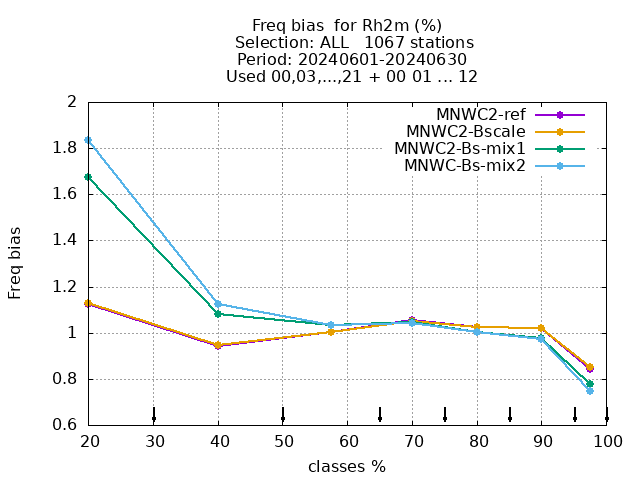 Freq bias  for Rh2m (%)
Selection: ALL   1067 stations
Period: 20240601-20240630
Used 00,03,...,21 + 00 01 ... 12
MNWC2-ref
MNWC2-Bscale
MNWC2-Bs-mix1
MNWC-Bs-mix2
2
1.8
1.6
1.4
1.2
1
0.8
0.6
Freq bias
20 30 40 50 60 70 80 90 100
classes %